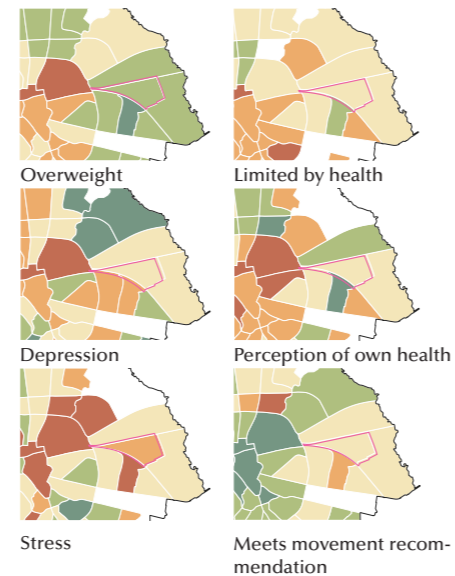 Overweight
Limited by health
Depression
Perception of own health
Stress
Meets movement recom-
mendation